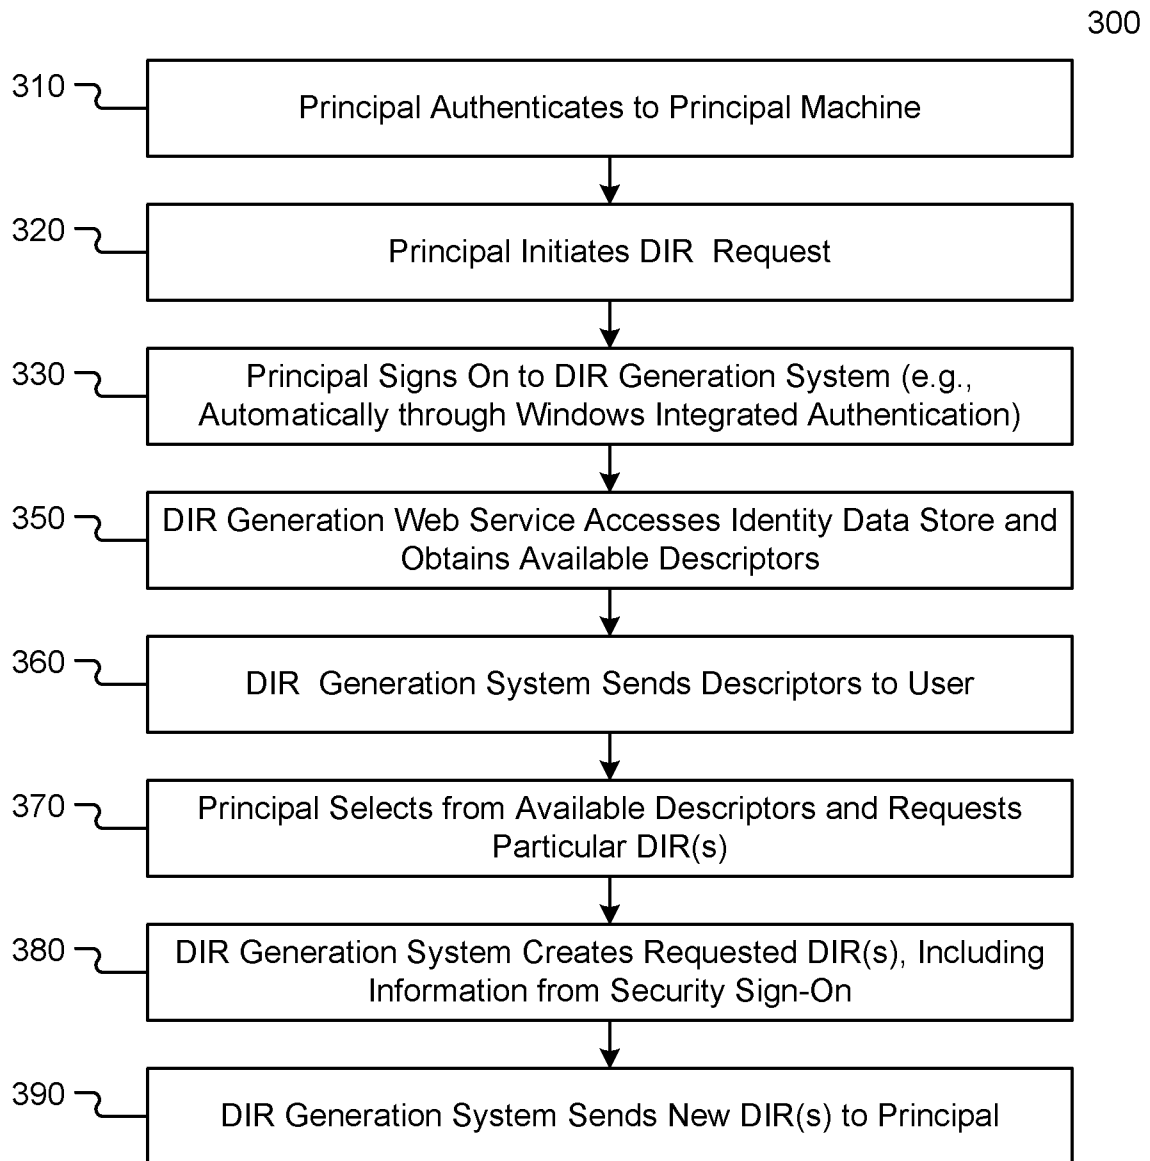 300
310
Principal Authenticates to Principal Machine
320
Principal Initiates DIR Request
330
Principal Signs On to DIR Generation System (e.g.,
Automatically through Windows Integrated Authentication)
350
DIR Generation Web Service Accesses Identity Data Store and
Obtains Available Descriptors
360
DIR Generation System Sends Descriptors to User
370
Principal Selects from Available Descriptors and Requests
Particular DIR(s)
380
DIR Generation System Creates Requested DIR(s), Including
Information from Security Sign-On
390
DIR Generation System Sends New DIR(s) to Principal